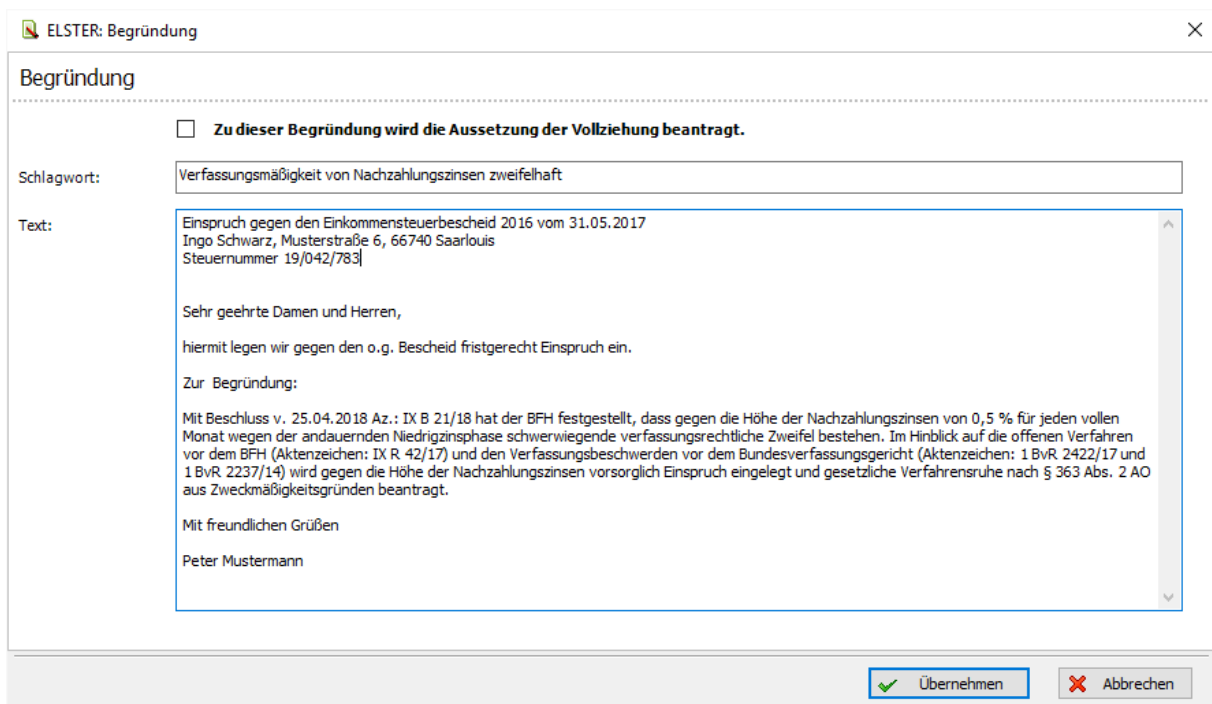 ELSTER: Begründung
Begründung
Zu dieser Begründung wird die Aussetzung der Vollziehung beantragt.
Schlagwort:
Verfassungsmäßigkeit von Nachzahlungszinsen zweifelhaft
Text:
Einspruch gegen den Einkommensteuerbescheid 2016 vom 31.05.2017
Ingo Schwarz, Musterstraße 6, 66740 Saarlouis
Steuernummer 19/042/783
Sehr geehrte Damen und Herren,
hiermit legen wir gegen den o.g. Bescheid fristgerecht Einspruch ein.
Zur  Begründung:
Mit Beschluss v. 25.04.2018 Az.: IX B 21/18 hat der BFH festgestellt, dass gegen die Höhe der Nachzahlungszinsen von 0,5 % für jeden vollen
Monat wegen der andauernden Niedrigzinsphase schwerwiegende verfassungsrechtliche Zweifel bestehen. Im Hinblick auf die offenen Verfahren
vor dem BFH (Aktenzeichen: IX R 42/17) und den Verfassungsbeschwerden vor dem Bundesverfassungsgericht (Aktenzeichen: 1 BvR 2422/17 und
1 BvR 2237/14) wird gegen die Höhe der Nachzahlungszinsen vorsorglich Einspruch eingelegt und gesetzliche Verfahrensruhe nach § 363 Abs. 2 AO
aus Zweckmäßigkeitsgründen beantragt.
Mit freundlichen Grüßen
Peter Mustermann
Übernehmen
Abbrechen